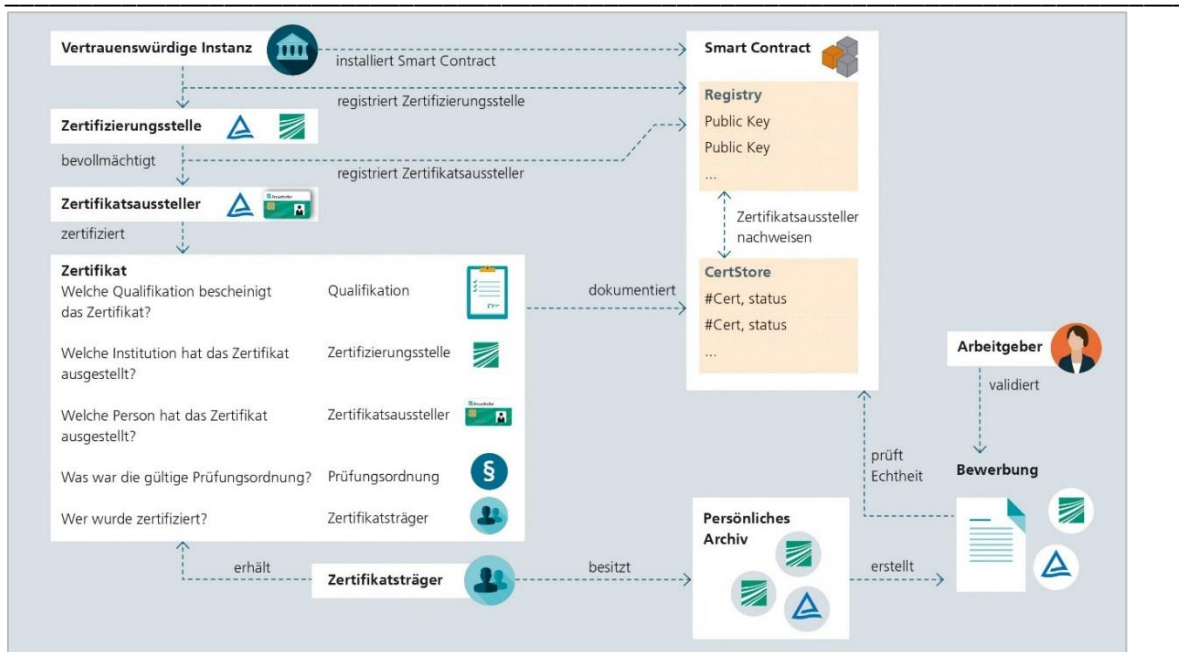 Vertrauenswürdige Instanz
installiert Smart Contract
registriert Zertifizierungsstelle
Zertifizierungsstelle
bevollmächtigt
registriert Zertifikatsaussteller
Zertifikatsaussteller
zertifiziert
Smart Contract
Registry
Public Key
Public Key
...
Zertifikatsaussteller
nachweisen
CertStore
#Cert, status
#Cert, status
...
Zertifikat
Welche Qualifikation bescheinigt
das Zertifikat?
Qualifikation
Welche Institution hat das Zertifikat
ausgestellt?
Zertifizierungsstelle
Welche Person hat das Zertifikat
ausgestellt?
Zertifikatsaussteller
Was war die gültige Prüfungsordnung?
Prüfungsordnung
§
Wer wurde zertifiziert?
Zertifikatsträger
dokumentiert
Arbeitgeber
validiert
Bewerbung
prüft
Echtheit
erhält
Zertifikatsträger
besitzt
Persönliches
Archiv
erstellt